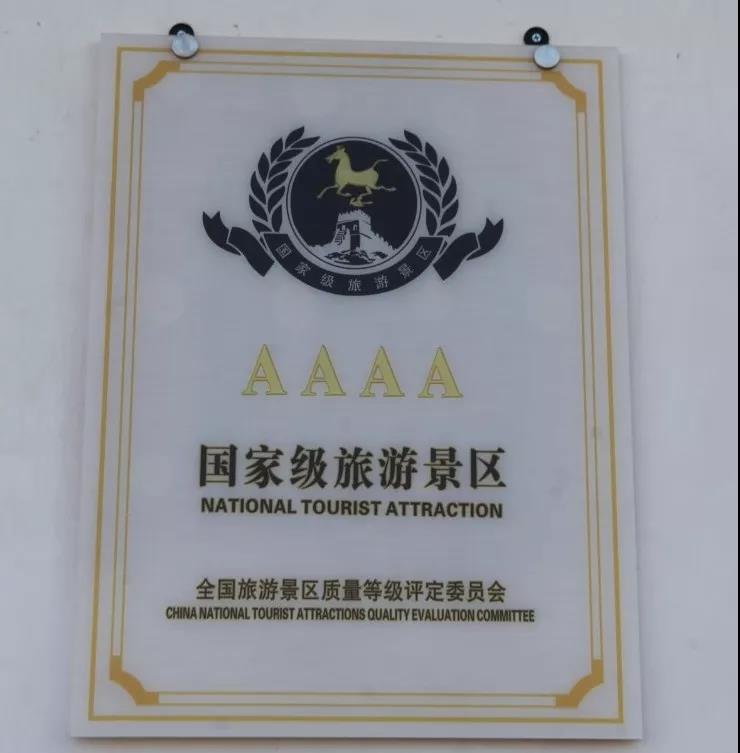 国家级旅游景区
AAAA
国家级旅游景区
NATIONAL TOURIST ATTRACTION
全国旅游景区质量等级评定委员会
CHINA NATIONAL TOURIST ATTRACTIONS QUALITY EVALUATION COMMITTEE